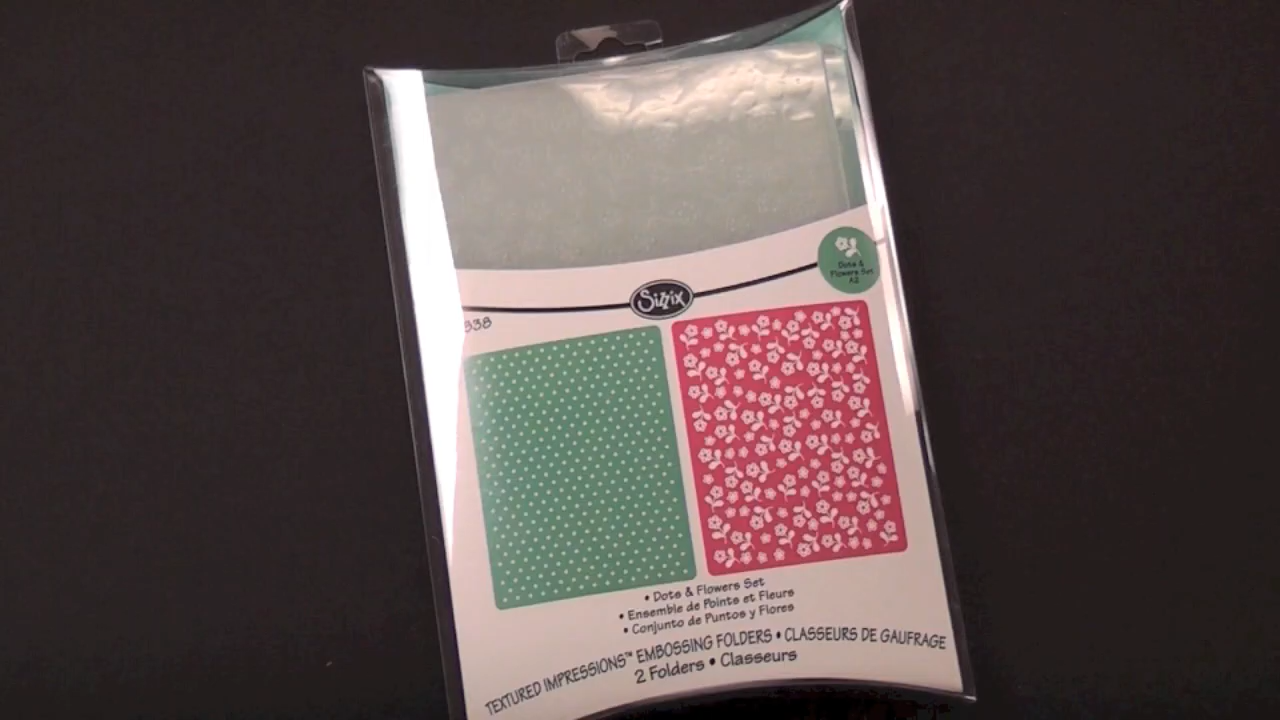 Dots &
Flowers Set
Sizzix
• Dots & Flowers Set
• Ensemble de Points et Fleurs
• Conjunto de Puntos y Flores
TEXTURED IMPRESSIONS™ EMBOSSING FOLDERS • CLASSEURS DE GAUFRAGE
2 Folders • Classeurs